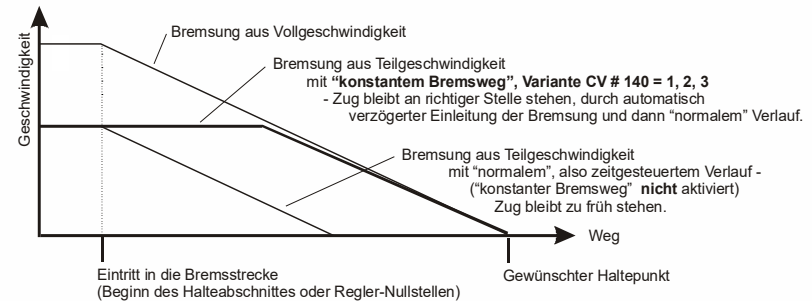 Geschwindigkeit
Bremsung aus Vollgeschwindigkeit
Bremsung aus Teilgeschwindigkeit
mit “konstantem Bremsweg”, Variante CV # 140 = 1, 2, 3
- Zug bleibt an richtiger Stelle stehen, durch automatisch
verzögerter Einleitung der Bremsung und dann “normalem” Verlauf.
Bremsung aus Teilgeschwindigkeit
mit “normalem”, also zeitgesteuertem Verlauf -
(“konstanter Bremsweg” nicht aktiviert)
Zug bleibt zu früh stehen.
Weg
Eintritt in die Bremsstrecke
(Beginn des Halteabschnittes oder Regler-Nullstellen)
Gewünschter Haltepunkt